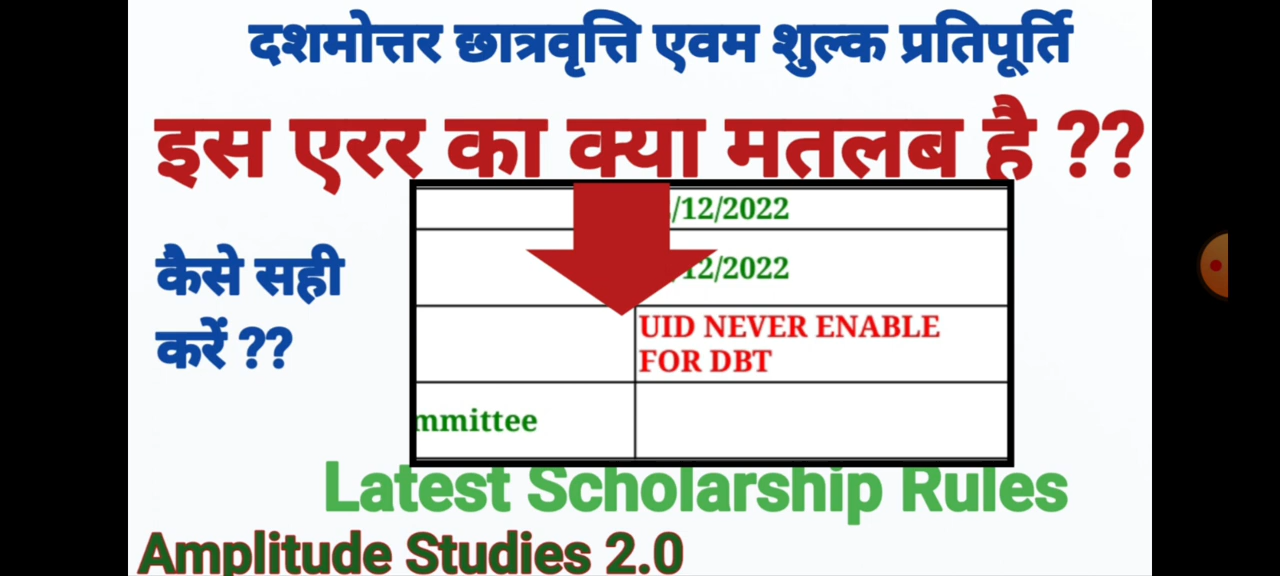 दशमोत्तर छात्रवृत्ति एवम शुल्क प्रतिपूर्ति
इस एरर का क्या मतलब है ??
कैसे सही
करें ??
/12/2022
12/2022
UID NEVER ENABLE
FOR DBT
mmittee
Latest Scholarship Rules
Amplitude Studies 2.0